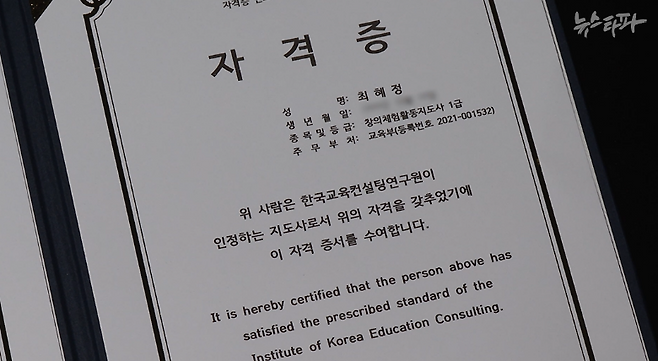 뉴스타파
자격증
자 격 증
성 명: 최 혜 정
생 년 월 일:
종 목 및 등 급: 창의체험활동지도사 1급
주 무 부 처: 교육부(등록번호 2021-001532)
위 사람은 한국교육컨설팅연구원이
인정하는 지도사로서 위의 자격을 갖추었기에
이 자격 증서를 수여합니다.
It is hereby certified that the person above has
satisfied the prescribed standard of the
Institute of Korea Education Consulting.